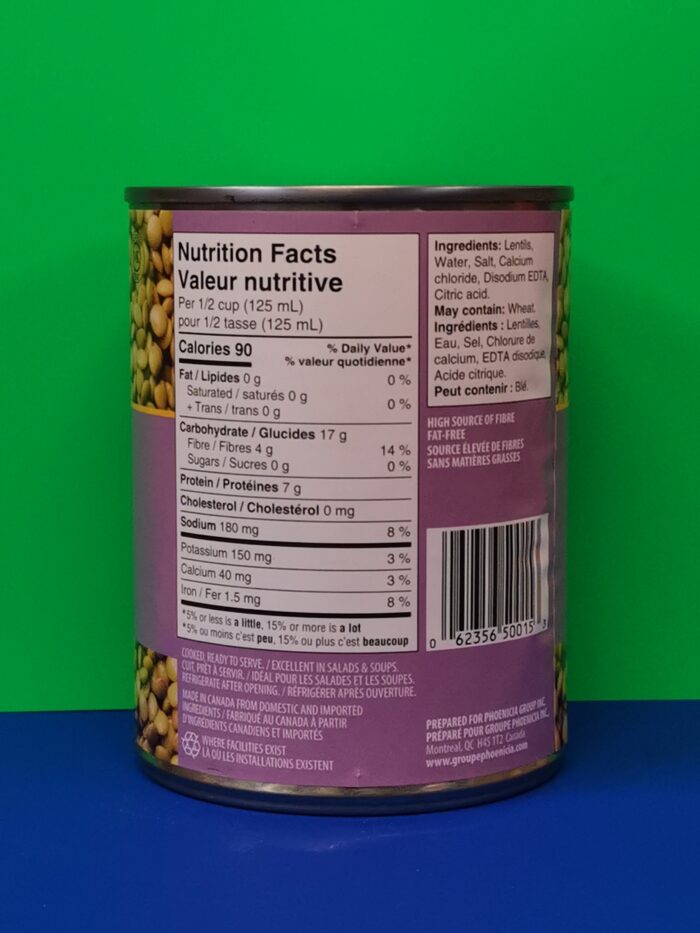 Nutrition Facts
Valeur nutritive
Per 1/2 cup (125 mL)
pour 1/2 tasse (125 mL)
Calories 90
% Daily Value*
% valeur quotidienne*
Fat / Lipides 0 g 0 %
Saturated / saturés 0 g
+ Trans / trans 0 g 0 %
Carbohydrate / Glucides 17 g
Fibre / Fibres 4 g 14 %
Sugars / Sucres 0 g 0 %
Protein / Protéines 7 g
Cholesterol / Cholestérol 0 mg
Sodium 180 mg 8 %
Potassium 150 mg 3 %
Calcium 40 mg 3 %
Iron / Fer 1.5 mg 8 %
*5% or less is a little, 15% or more is a lot
*5% ou moins c'est peu, 15% ou plus c'est beaucoup
COOKED, READY TO SERVE. / EXCELLENT IN SALADS & SOUPS.
CUIT, PRÊT À SERVIR. / IDÉAL POUR LES SALADES ET LES SOUPES.
REFRIGERATE AFTER OPENING. / RÉFRIGÉRER APRÈS OUVERTURE.
MADE IN CANADA FROM DOMESTIC AND IMPORTED
INGREDIENTS / FABRIQUÉ AU CANADA À PARTIR
D'INGRÉDIENTS CANADIENS ET IMPORTÉS
WHERE FACILITIES EXIST
LÀ OÙ LES INSTALLATIONS EXISTENT
Ingredients: Lentils,
Water, Salt, Calcium
chloride, Disodium EDTA,
Citric acid.
May contain: Wheat.
Ingrédients : Lentilles,
Eau, Sel, Chlorure de
calcium, EDTA disodique,
Acide citrique.
Peut contenir : Blé.
HIGH SOURCE OF FIBRE
FAT-FREE
SOURCE ÉLEVÉE DE FIBRES
SANS MATIÈRES GRASSES
0 62356 50015 3
PREPARED FOR PHOENICIA GROUP INC.
PRÉPARÉ POUR GROUPE PHOENICIA INC.
Montreal, QC H4S 1T2 Canada
www.groupephoenicia.com